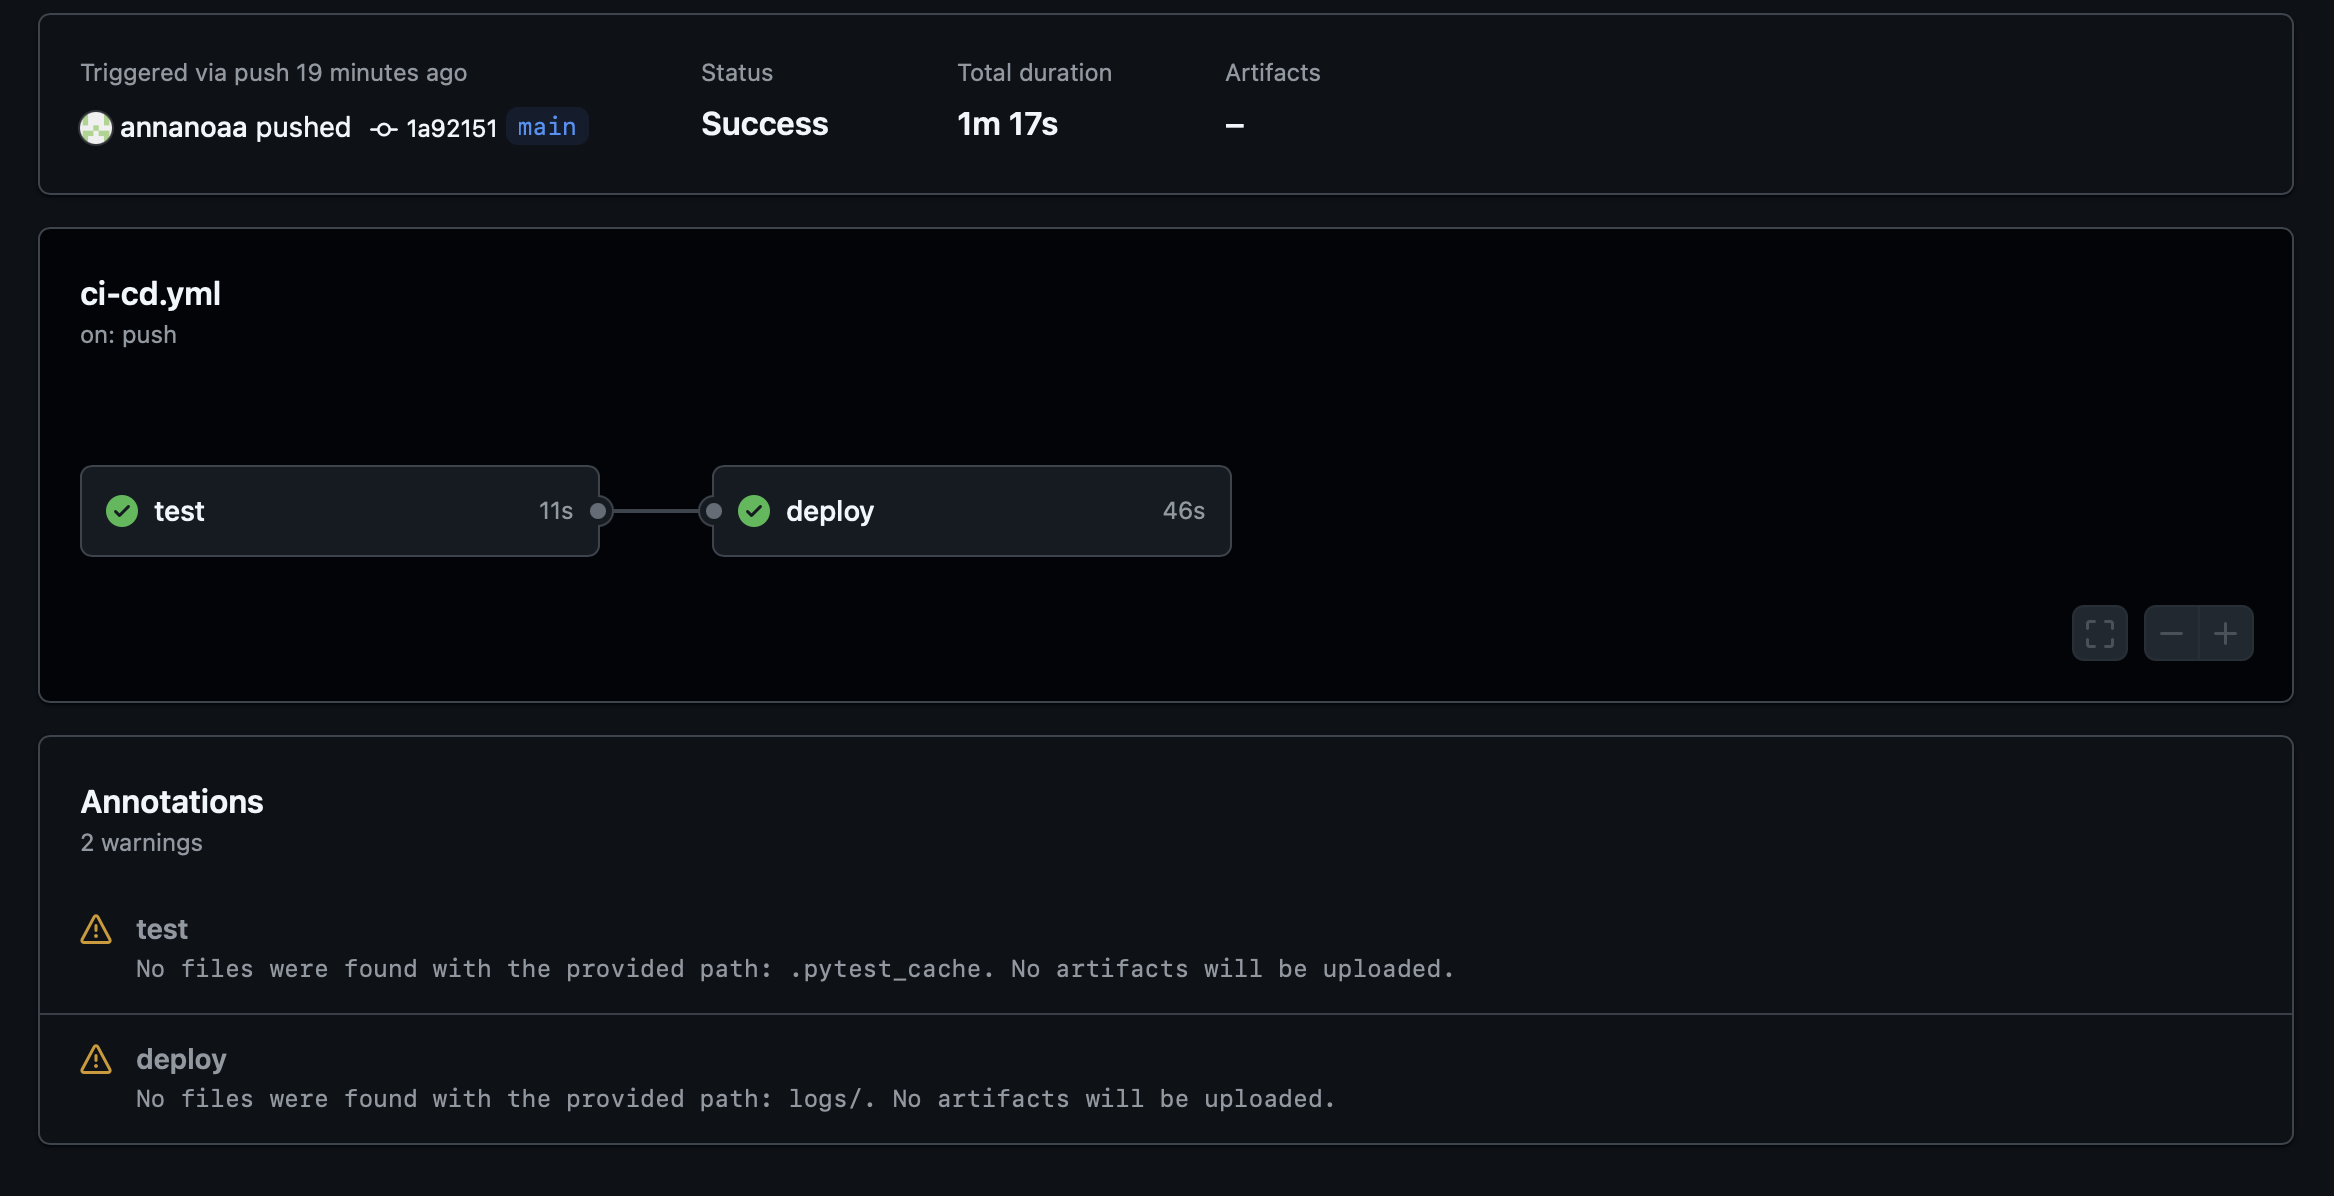 Triggered via push 19 minutes ago
annanoaa pushed 1a92151 main
Status
Success
Total duration
1m 17s
Artifacts
–
ci-cd.yml
on: push
test 11s
deploy 46s
Annotations
2 warnings
test
No files were found with the provided path: .pytest_cache. No artifacts will be uploaded.
deploy
No files were found with the provided path: logs/. No artifacts will be uploaded.